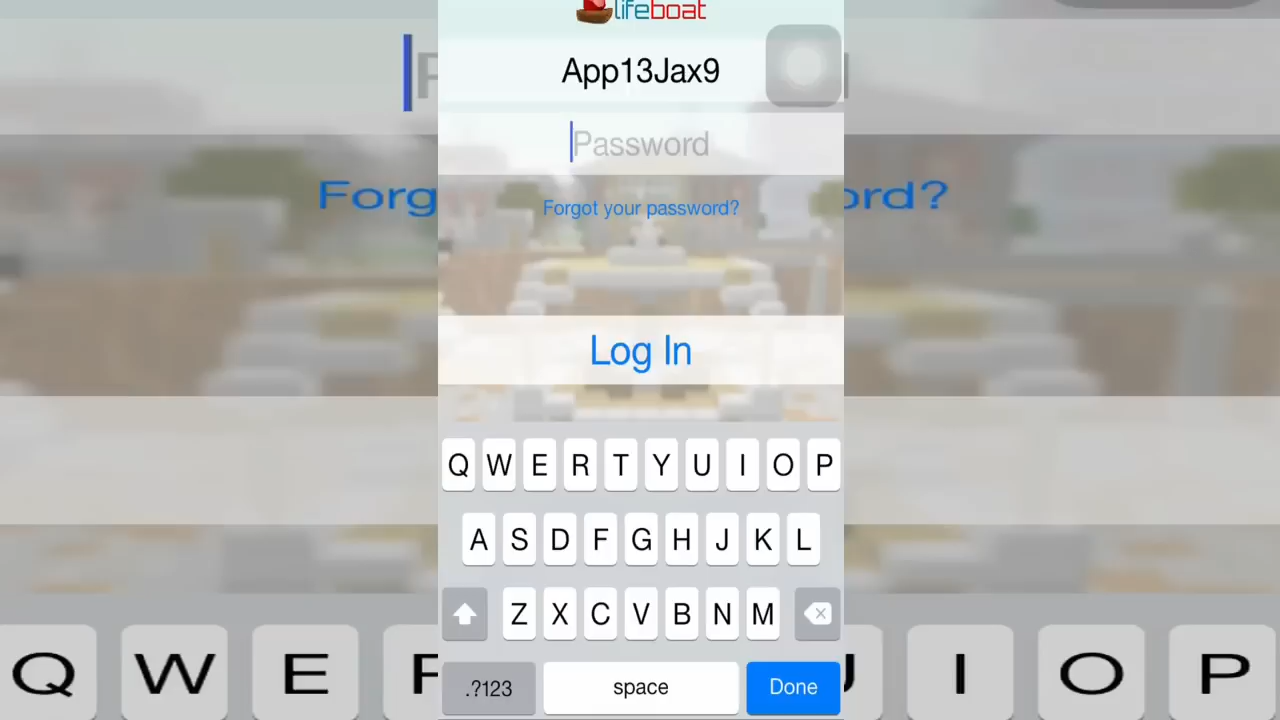 lifeboat
App13Jax9
Password
Forgot your password?
Log In
Q W E R T Y U I O P
A S D F G H J K L
Z X C V B N M
.?123 space Done